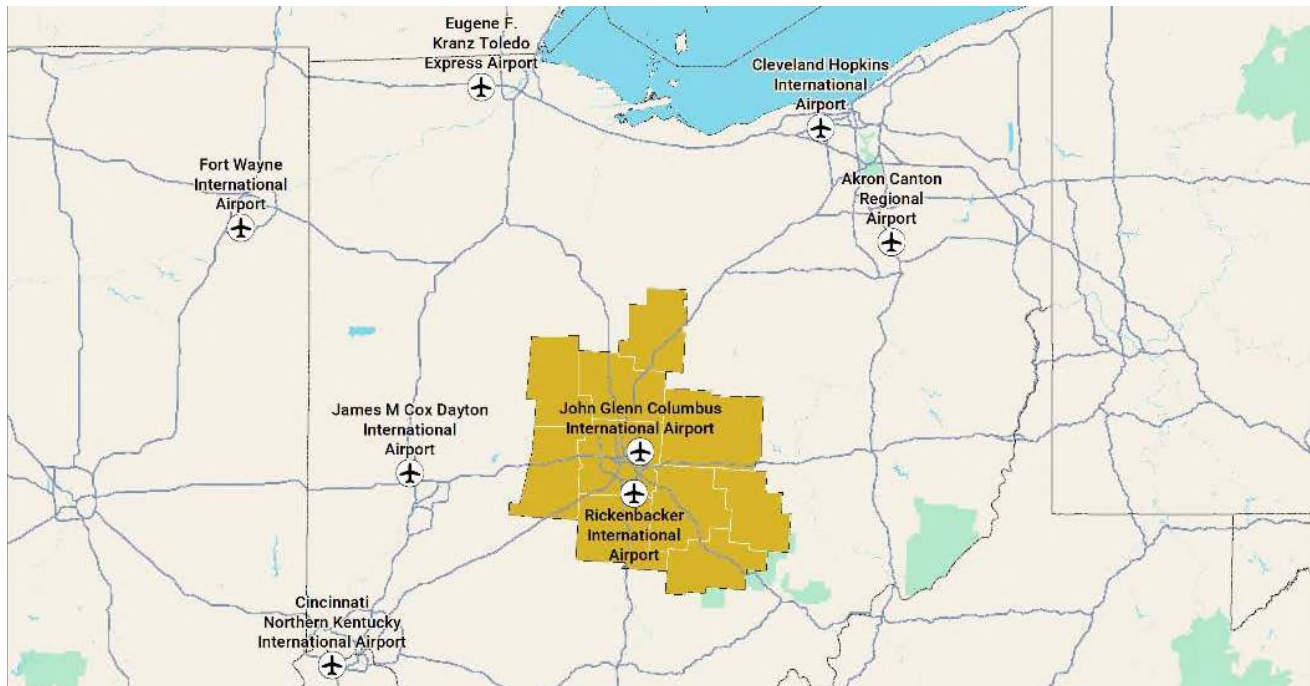 Eugene F.
Kranz Toledo
Express Airport
Cleveland Hopkins
International
Airport
Fort Wayne
International
Airport
Akron Canton
Regional
Airport
James M Cox Dayton
International
Airport
John Glenn Columbus
International Airport
Rickenbacker
International
Airport
Cincinnati
Northern Kentucky
International Airport